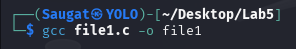 ┌──(Saugat㉿YOLO)-[~/Desktop/Lab5]
└─$ gcc file1.c -o file1